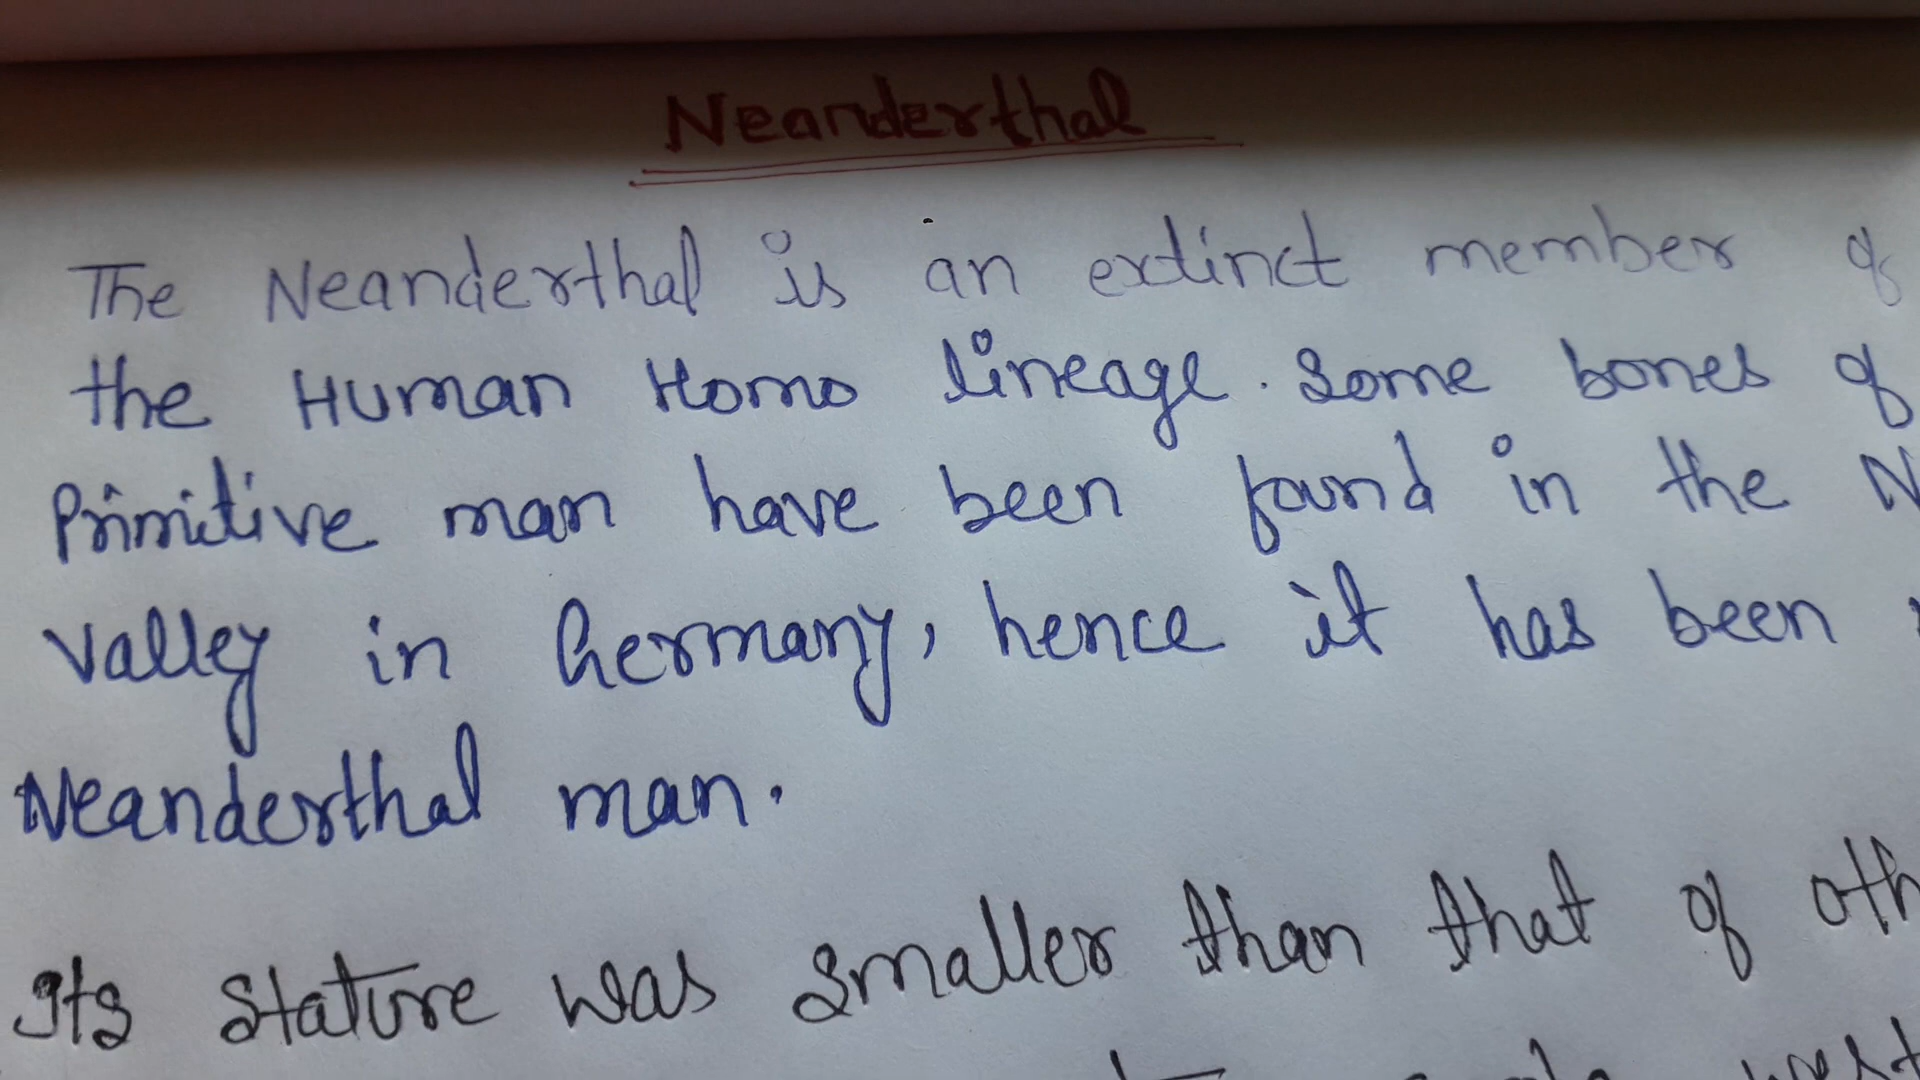 Neanderthal
The Neanderthal is an extinct member of
the Human Homo lineage. Some bones of
Primitive man have been found in the N
valley in Germany, hence it has been
Neanderthal man.
Its stature was smaller than that of oth